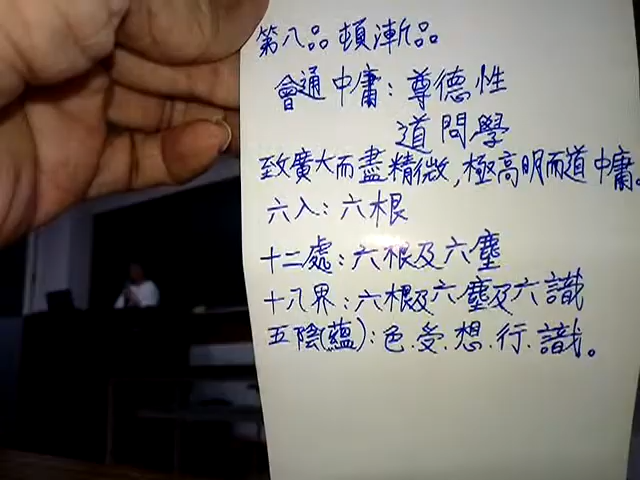 第八品 頓漸品
會通中庸：尊德性
道問學
致廣大而盡精微，極高明而道中庸。
六入：六根
十二處：六根及六塵
十八界：六根及六塵及六識
五陰(蘊)：色.受.想.行.識。